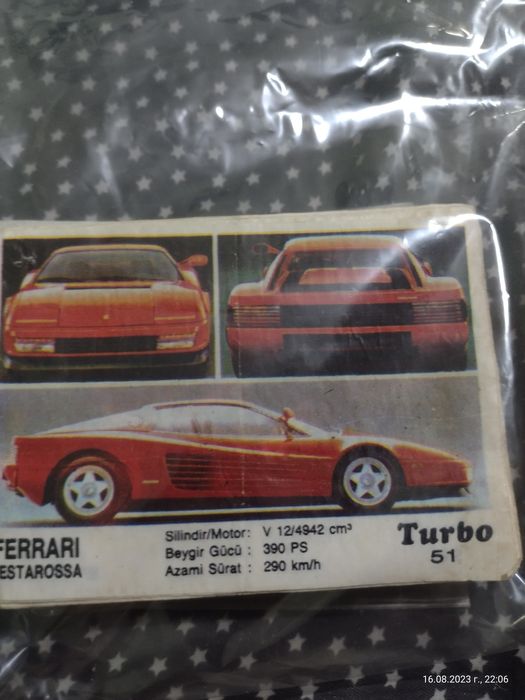 FERRARI
ESTAROSSA
Silindir/Motor: V 12/4942 cm³
Beygir Gücü : 390 PS
Azami Sürat : 290 km/h
Turbo
51
16.08.2023 г., 22:06